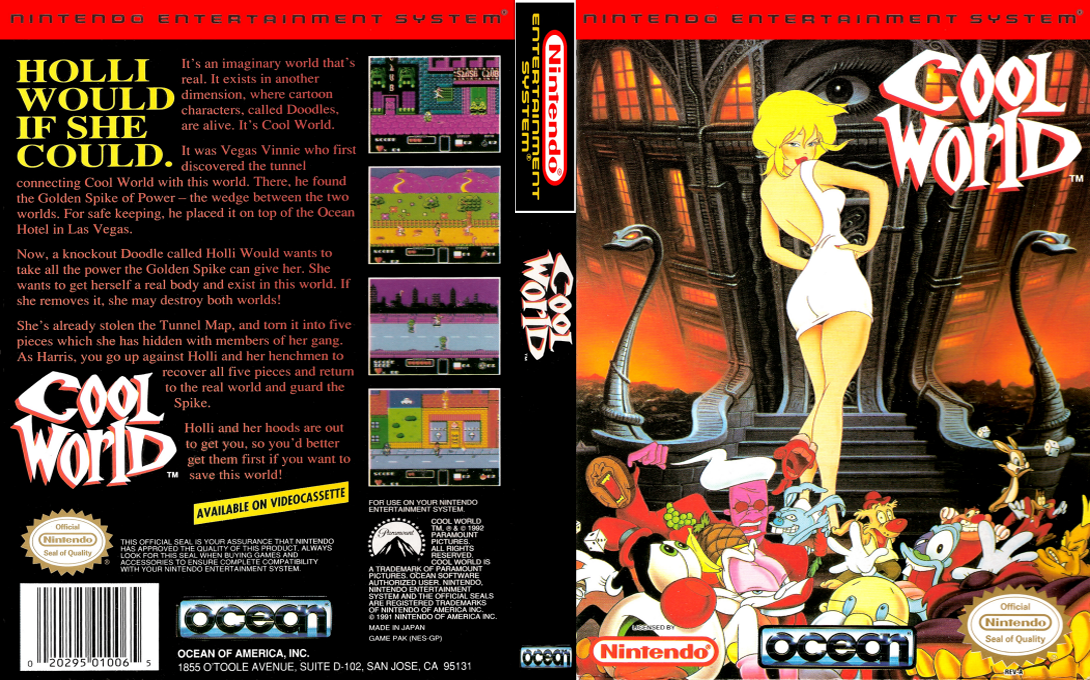 NINTENDO ENTERTAINMENT SYSTEM®
HOLLI
WOULD
IF SHE
COULD.
It's an imaginary world that's
real. It exists in another
dimension, where cartoon
characters, called Doodles,
are alive. It's Cool World.
It was Vegas Vinnie who first
discovered the tunnel
connecting Cool World with this world. There, he found
the Golden Spike of Power – the wedge between the two
worlds. For safe keeping, he placed it on top of the Ocean
Hotel in Las Vegas.
Now, a knockout Doodle called Holli Would wants to
take all the power the Golden Spike can give her. She
wants to get herself a real body and exist in this world. If
she removes it, she may destroy both worlds!
She's already stolen the Tunnel Map, and torn it into five
pieces which she has hidden with members of her gang.
As Harris, you go up against Holli and her henchmen to
recover all five pieces and return
to the real world and guard the
Spike.
Holli and her hoods are out
to get you, so you'd better
get them first if you want to
save this world!
COOL
WORLD
TM
AVAILABLE ON VIDEOCASSETTE
Official
Nintendo
Seal of Quality
®
THIS OFFICIAL SEAL IS YOUR ASSURANCE THAT NINTENDO
HAS APPROVED THE QUALITY OF THIS PRODUCT. ALWAYS
LOOK FOR THIS SEAL WHEN BUYING GAMES AND
ACCESSORIES TO ENSURE COMPLETE COMPATIBILITY
WITH YOUR NINTENDO ENTERTAINMENT SYSTEM.
0 20295 01006 5
ocean
OCEAN OF AMERICA, INC.
1855 O'TOOLE AVENUE, SUITE D-102, SAN JOSE, CA 95131
FOR USE ON YOUR NINTENDO
ENTERTAINMENT SYSTEM.
Paramount
COOL WORLD
TM, ® & © 1992
PARAMOUNT
PICTURES.
ALL RIGHTS
RESERVED.
COOL WORLD IS
A TRADEMARK OF PARAMOUNT
PICTURES. OCEAN SOFTWARE
AUTHORIZED USER. NINTENDO,
NINTENDO ENTERTAINMENT
SYSTEM AND THE OFFICIAL SEALS
ARE REGISTERED TRADEMARKS
OF NINTENDO OF AMERICA INC.
© 1991 NINTENDO OF AMERICA INC.
MADE IN JAPAN
GAME PAK (NES-GP)
Nintendo®
ENTERTAINMENT
SYSTEM®
COOL
WORLD
TM
ocean
NINTENDO ENTERTAINMENT SYSTEM®
COOL
WORLD
TM
LICENSED BY
Nintendo®
ocean
Official
Nintendo
Seal of Quality
REV-A